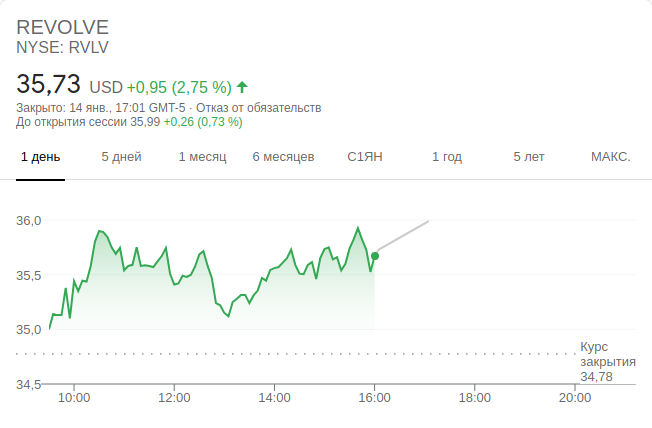 REVOLVE
NYSE: RVLV
35,73 USD +0,95 (2,75 %)
Закрыто: 14 янв., 17:01 GMT-5 · Отказ от обязательств
До открытия сессии 35,99 +0,26 (0,73 %)
1 день 5 дней 1 месяц 6 месяцев С1ЯН 1 год 5 лет МАКС.
36,0
35,5
35,0
Курс
закрытия
34,78
34,5
10:00 12:00 14:00 16:00 18:00 20:00